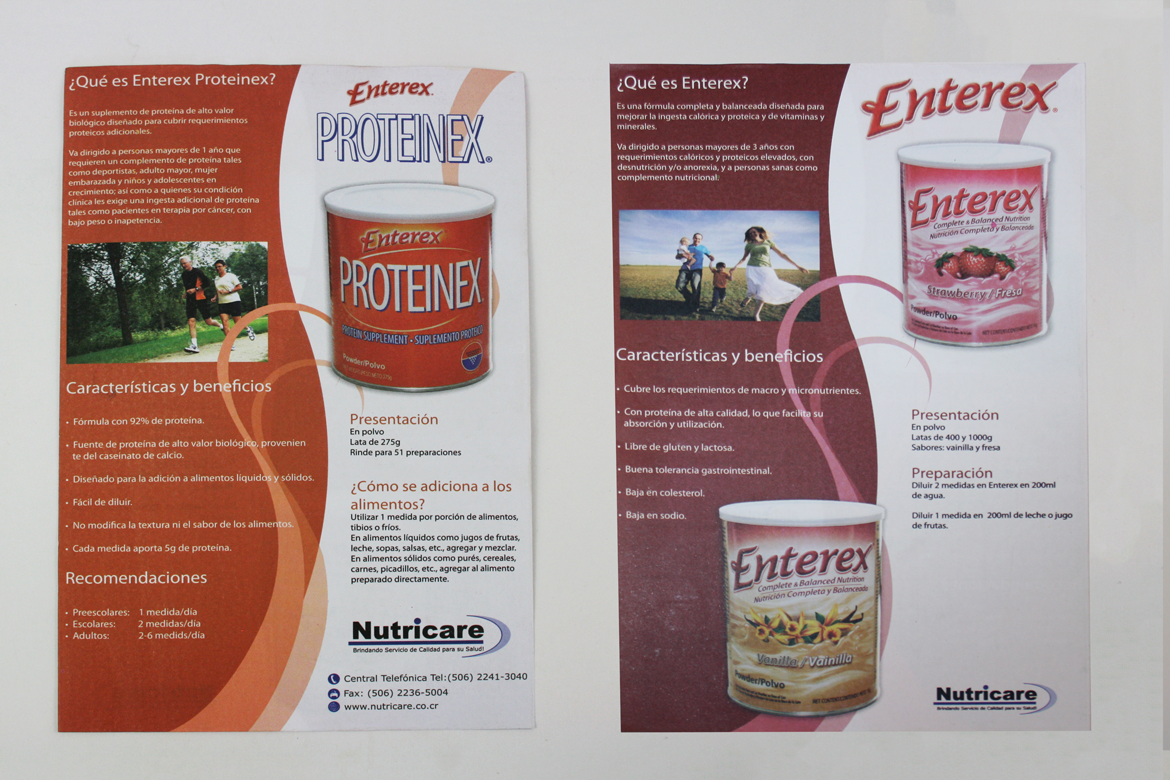 ¿Qué es Enterex Proteinex?
Es un suplemento de proteína de alto valor
biológico diseñado para cubrir requerimientos
proteicos adicionales.
Va dirigido a personas mayores de 1 año que
requieren un complemento de proteína tales
como deportistas, adulto mayor, mujer
embarazada y niños y adolescentes en
crecimiento; así como a quienes su condición
clínica les exige una ingesta adicional de proteína
tales como pacientes en terapia por cáncer, con
bajo peso o inapetencia.
Características y beneficios
• Fórmula con 92% de proteína.
• Fuente de proteína de alto valor biológico, provenien
te del caseinato de calcio.
• Diseñado para la adición a alimentos líquidos y sólidos.
• Fácil de diluir.
• No modifica la textura ni el sabor de los alimentos.
• Cada medida aporta 5g de proteína.
Recomendaciones
• Preescolares: 1 medida/día
• Escolares: 2 medidas/día
• Adultos: 2-6 medids/día
Enterex®
PROTEINEX®
Enterex
PROTEINEX
PROTEIN SUPPLEMENT • SUPLEMENTO PROTEICO
Powder/Polvo
Presentación
En polvo
Lata de 275g
Rinde para 51 preparaciones
¿Cómo se adiciona a los
alimentos?
Utilizar 1 medida por porción de alimentos,
tibios o fríos.
En alimentos líquidos como jugos de frutas,
leche, sopas, salsas, etc., agregar y mezclar.
En alimentos sólidos como purés, cereales,
carnes, picadillos, etc., agregar al alimento
preparado directamente.
Nutricare
Brindando Servicio de Calidad para su Salud!
Central Telefónica Tel:(506) 2241-3040
Fax: (506) 2236-5004
www.nutricare.co.cr
¿Qué es Enterex?
Es una fórmula completa y balanceada diseñada para
mejorar la ingesta calórica y proteica y de vitaminas y
minerales.
Va dirigido a personas mayores de 3 años con
requerimientos calóricos y proteicos elevados, con
desnutrición y/o anorexia, y a personas sanas como
complemento nutricional.
Características y beneficios
• Cubre los requerimientos de macro y micronutrientes.
• Con proteína de alta calidad, lo que facilita su
absorción y utilización.
• Libre de gluten y lactosa.
• Buena tolerancia gastrointestinal.
• Baja en colesterol.
• Baja en sodio.
Enterex
Complete & Balanced Nutrition
Nutrición Completa y Balanceada
Vanilla / Vainilla
Powder/Polvo
Enterex®
Enterex
Complete & Balanced Nutrition
Nutrición Completa y Balanceada
Strawberry / Fresa
Powder/Polvo
Presentación
En polvo
Latas de 400 y 1000g
Sabores: vainilla y fresa
Preparación
Diluir 2 medidas en Enterex en 200ml
de agua.
Diluir 1 medida en 200ml de leche o jugo
de frutas.
Nutricare
Brindando Servicio de Calidad para su Salud!